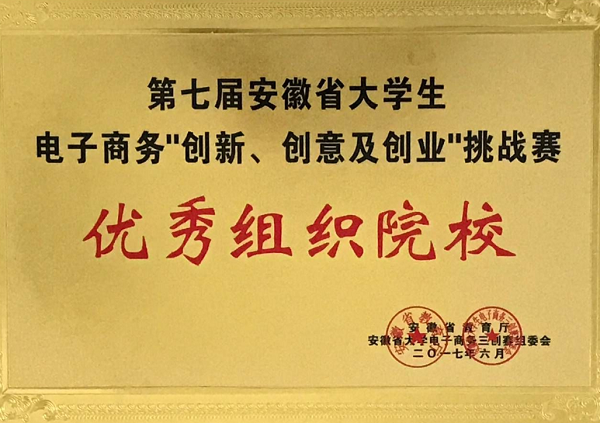 第七届安徽省大学生
电子商务"创新、创意及创业"挑战赛
优秀组织院校
安徽省教育厅
安徽省大学电子商务三创赛组委会
二〇一七年六月